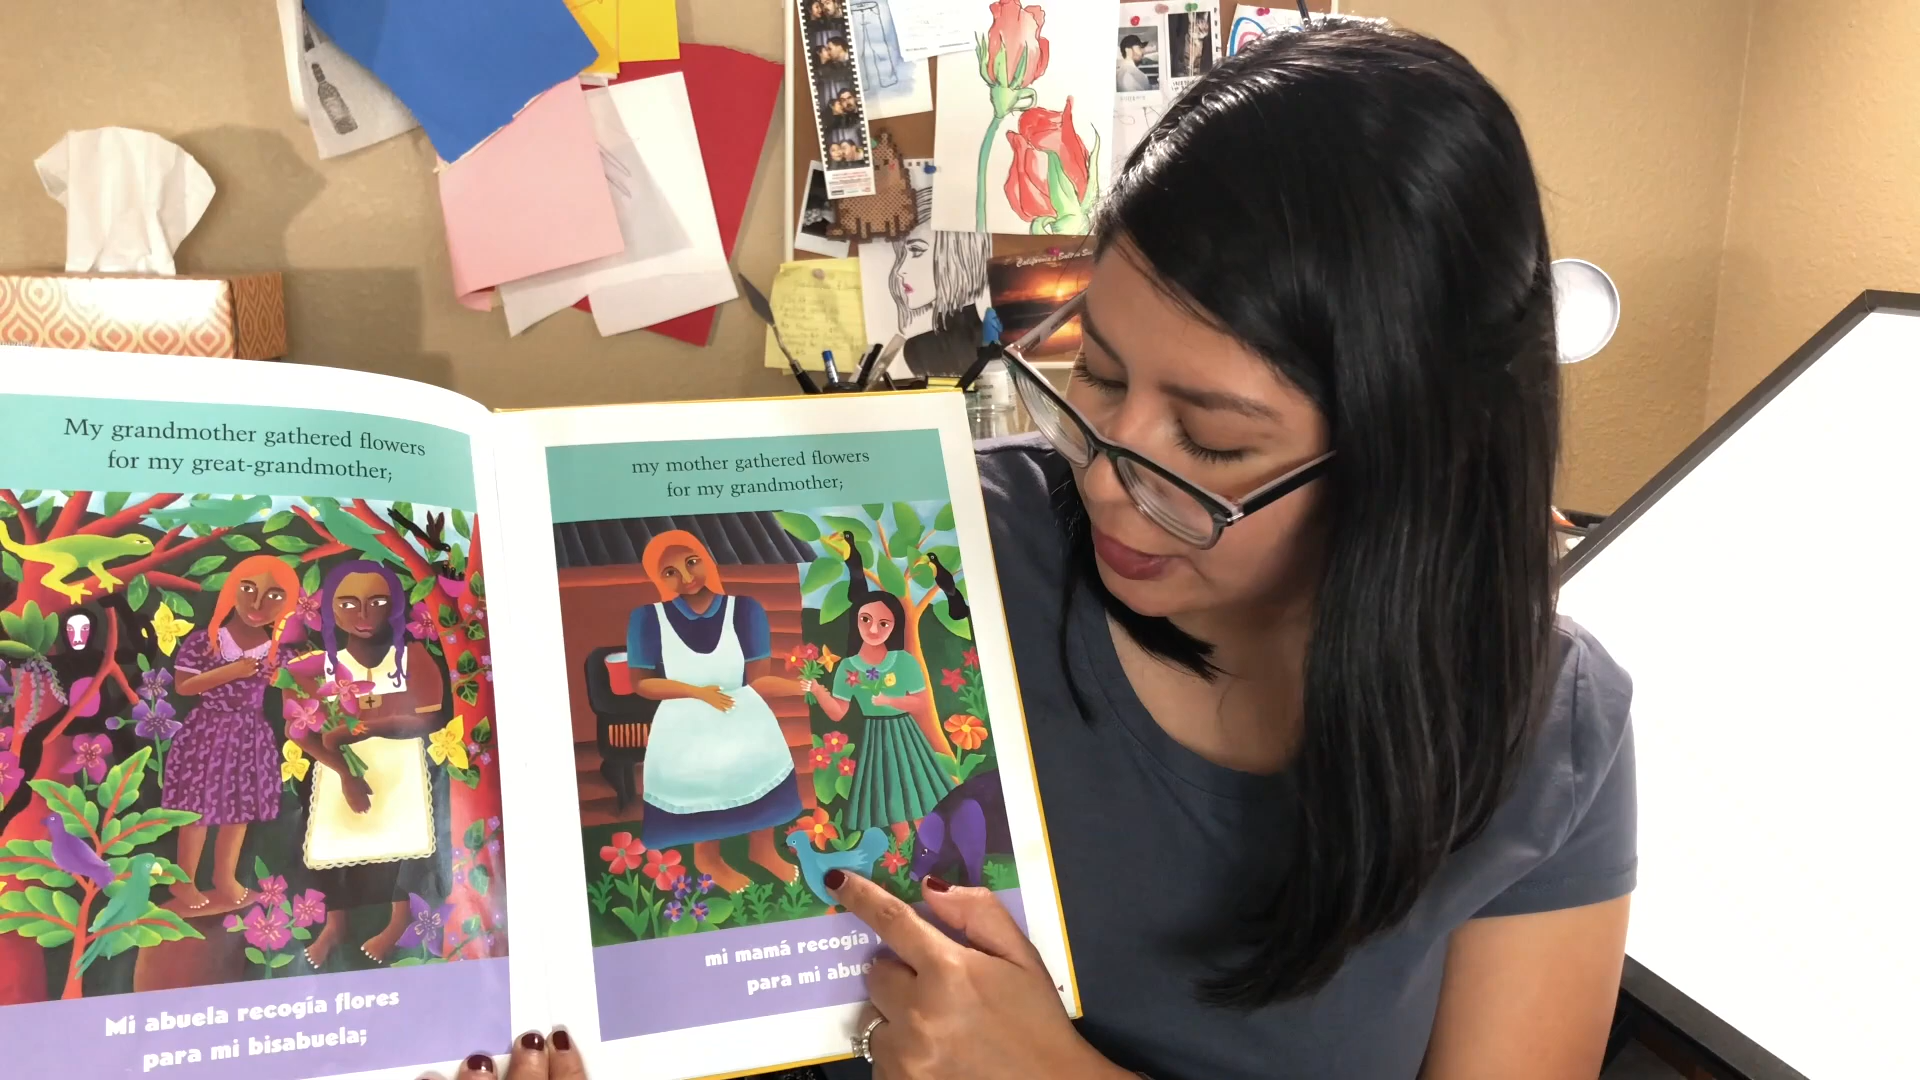 My grandmother gathered flowers
for my great-grandmother;
Mi abuela recogía flores
para mi bisabuela;
my mother gathered flowers
for my grandmother;
mi mamá recogía
para mi